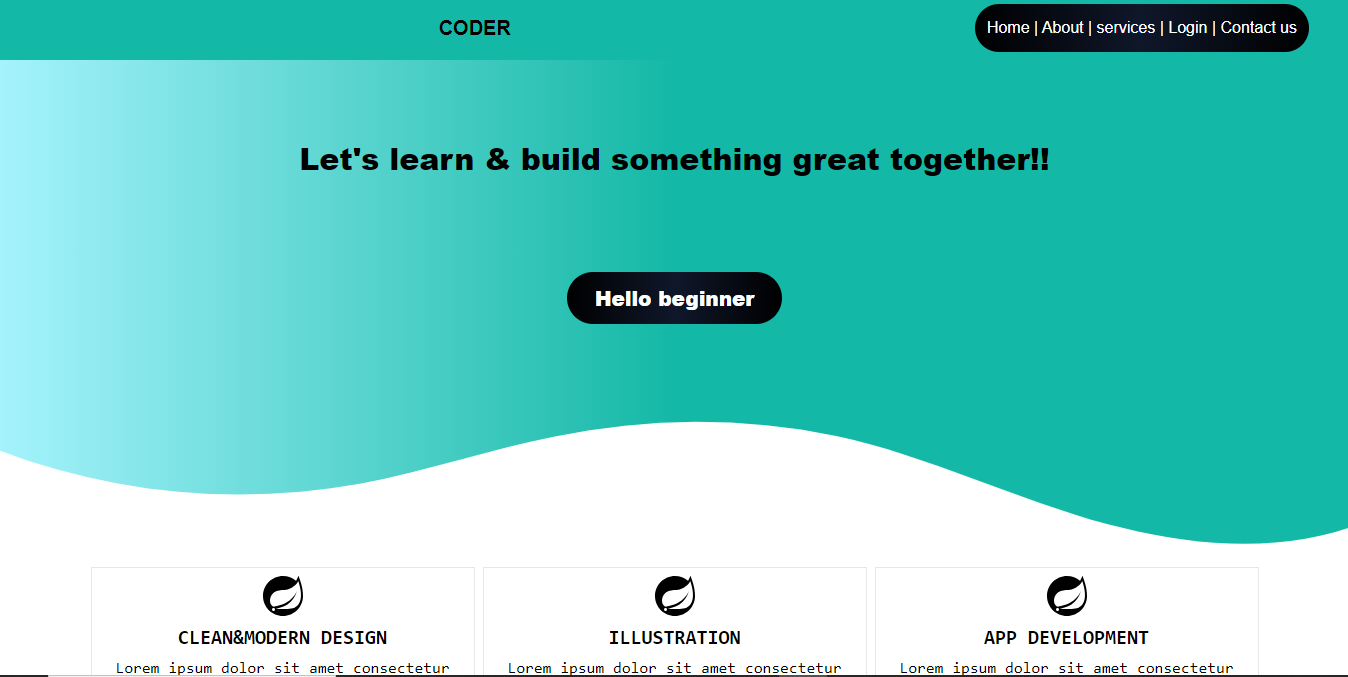 CODER
Home | About | services | Login | Contact us
Let's learn & build something great together!!
Hello beginner
CLEAN&MODERN DESIGN
Lorem ipsum dolor sit amet consectetur
ILLUSTRATION
Lorem ipsum dolor sit amet consectetur
APP DEVELOPMENT
Lorem ipsum dolor sit amet consectetur